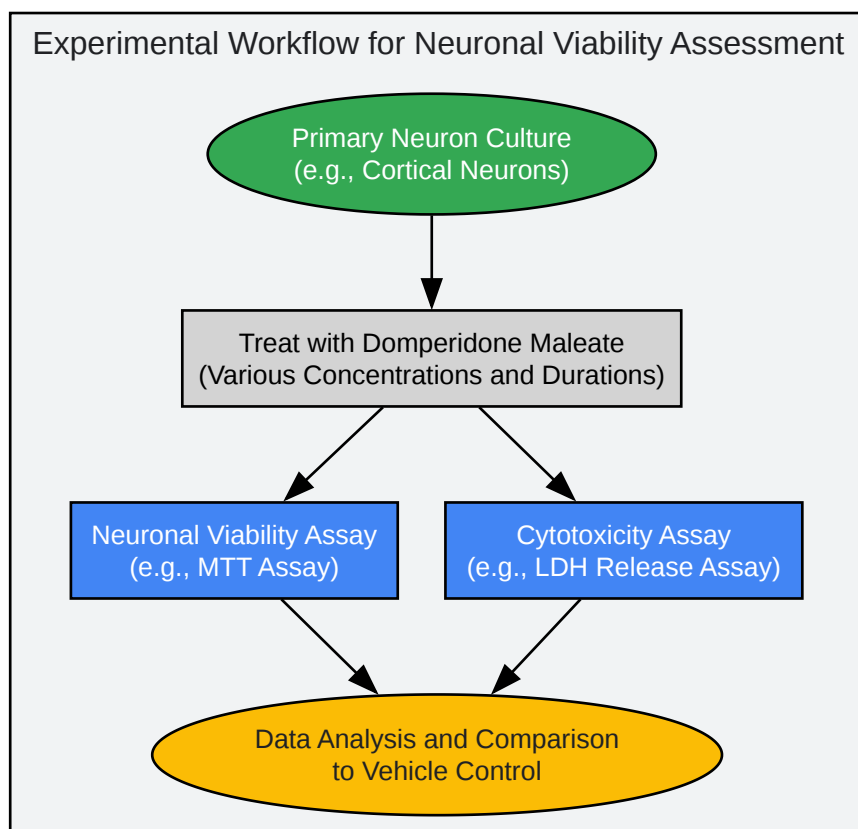 Experimental Workflow for Neuronal Viability Assessment
Primary Neuron Culture
(e.g., Cortical Neurons)
Treat with Domperidone Maleate
(Various Concentrations and Durations)
Neuronal Viability Assay
(e.g., MTT Assay)
Cytotoxicity Assay
(e.g., LDH Release Assay)
Data Analysis and Comparison
to Vehicle Control